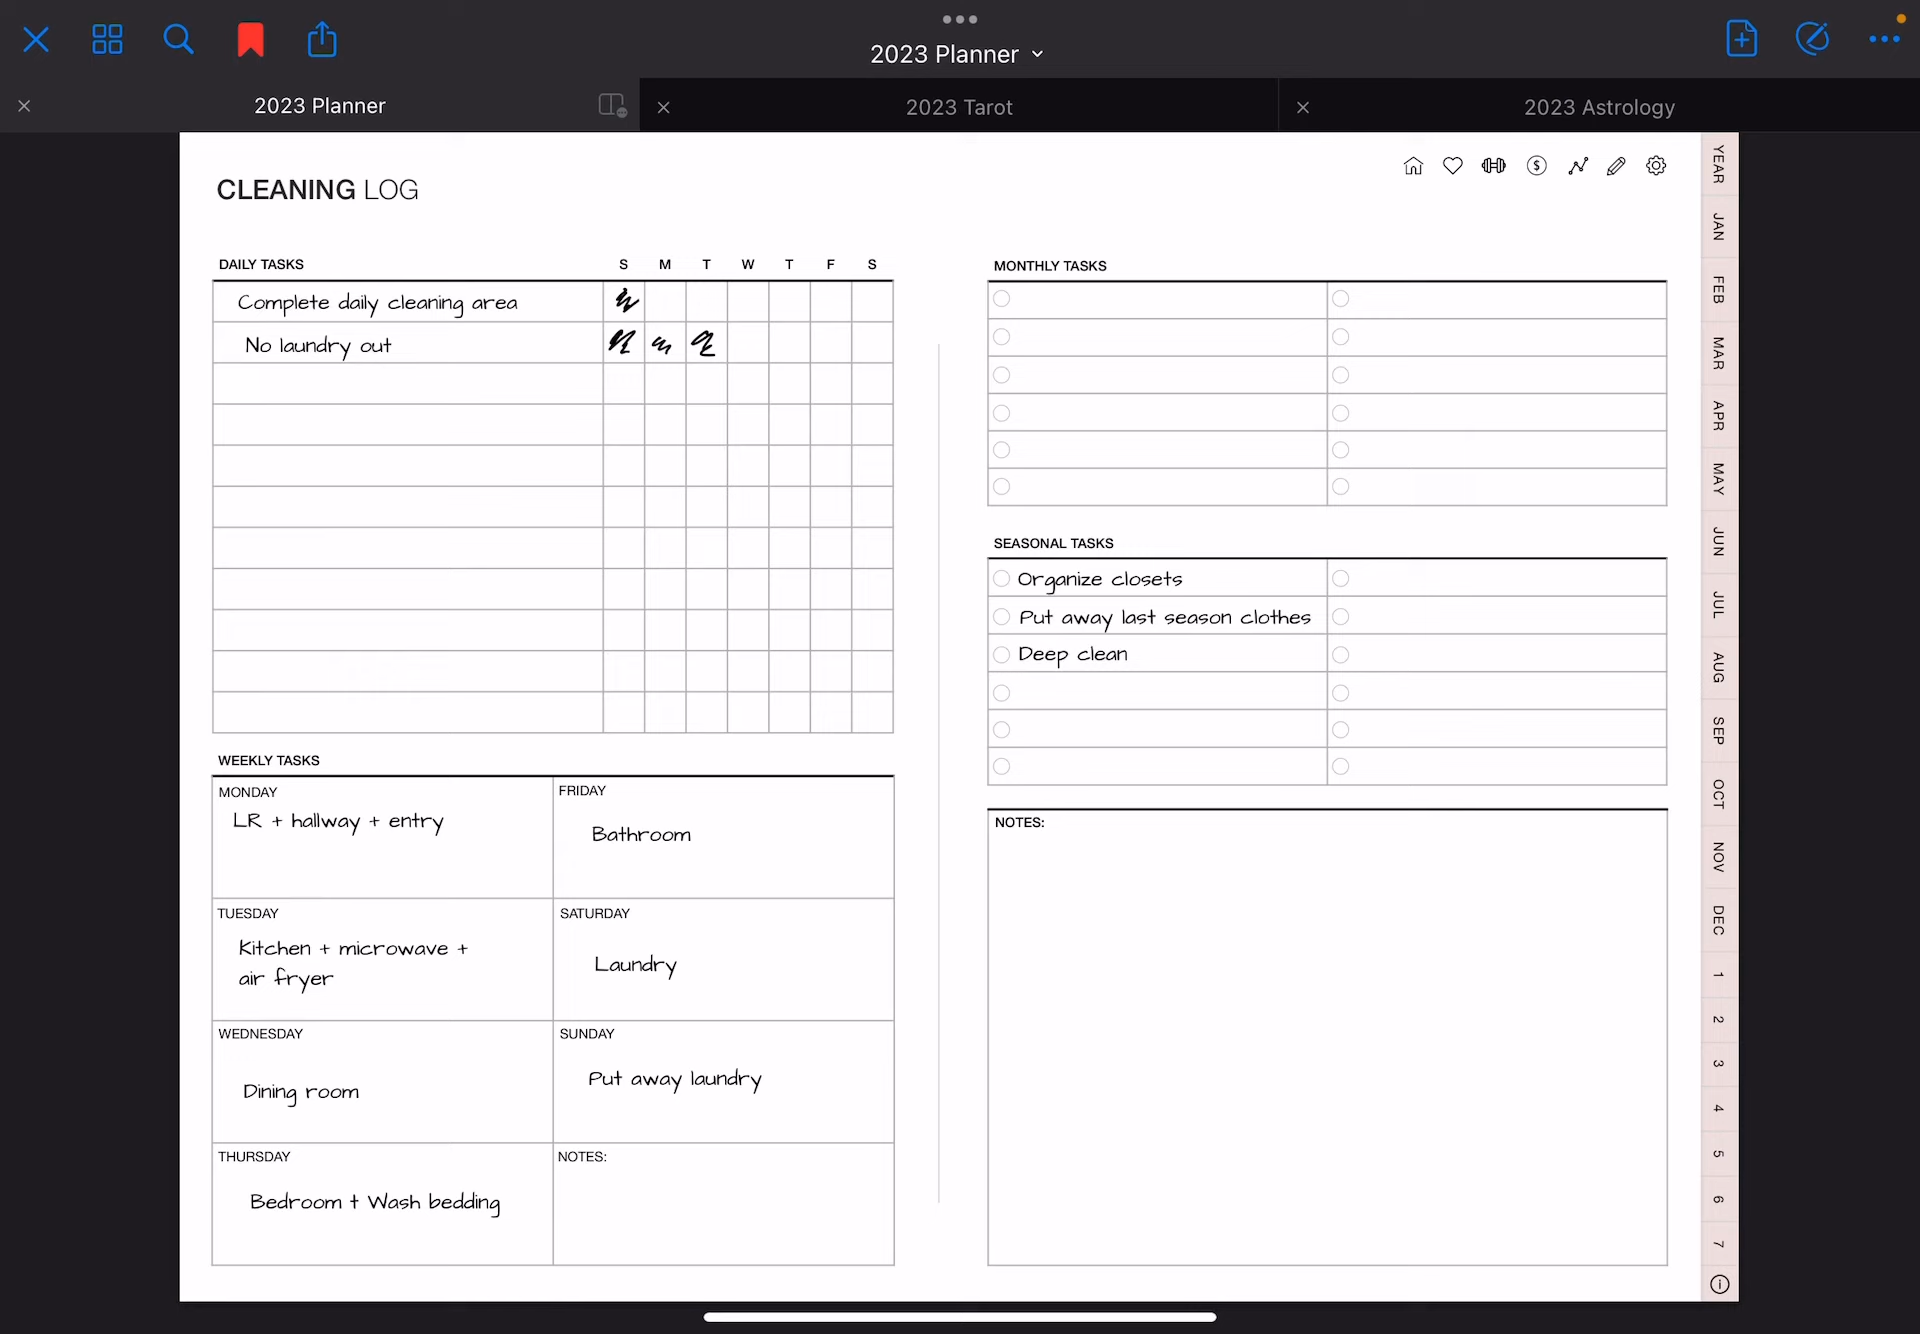 2023 Planner
2023 Planner
2023 Tarot
2023 Astrology
CLEANING LOG
DAILY TASKS S M T W T F S
Complete daily cleaning area
No laundry out
WEEKLY TASKS
MONDAY
LR + hallway + entry
FRIDAY
Bathroom
TUESDAY
Kitchen + microwave +
air fryer
SATURDAY
Laundry
WEDNESDAY
Dining room
SUNDAY
Put away laundry
THURSDAY
Bedroom + Wash bedding
NOTES:
MONTHLY TASKS
SEASONAL TASKS
Organize closets
Put away last season clothes
Deep clean
NOTES:
YEAR
JAN
FEB
MAR
APR
MAY
JUN
JUL
AUG
SEP
OCT
NOV
DEC
1
2
3
4
5
6
7